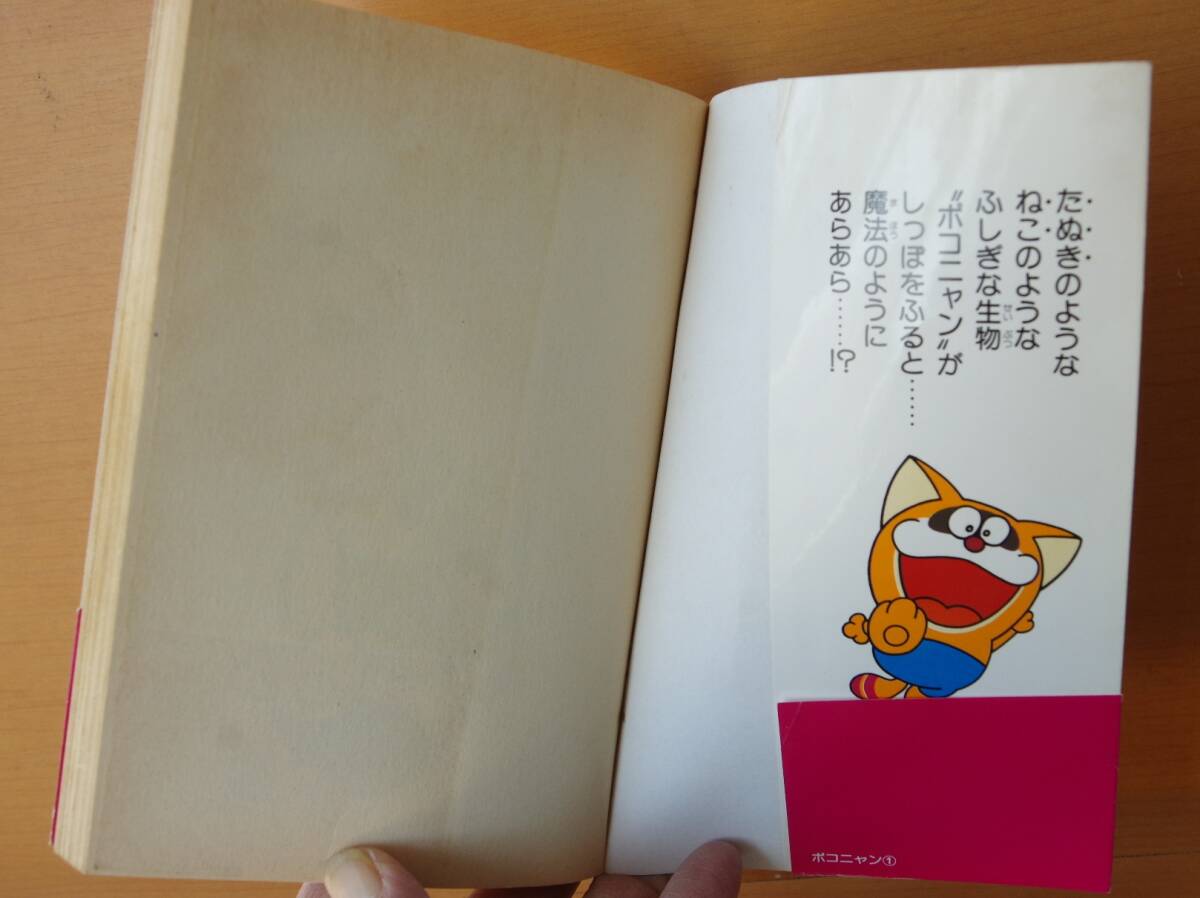 たぬきのような
ねこのような
ふしぎな生物
〝ポコニャン〟が
しっぽをふると……
魔法のように
あらあら……!?
ポコニャン①